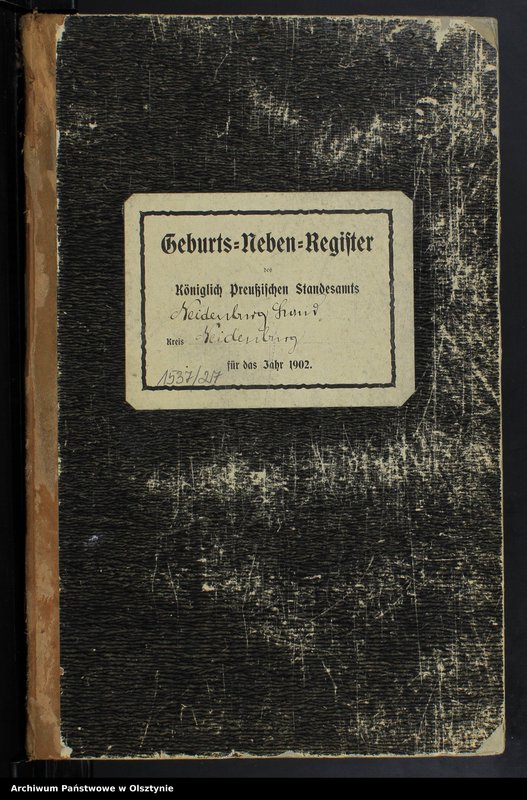 Geburts-Neben-Register
des
Königlich Preußischen Standesamts
Neidenburg Land
Kreis Neidenburg
für das Jahr 1902.
1537/217
Archiwum Państwowe w Olsztynie